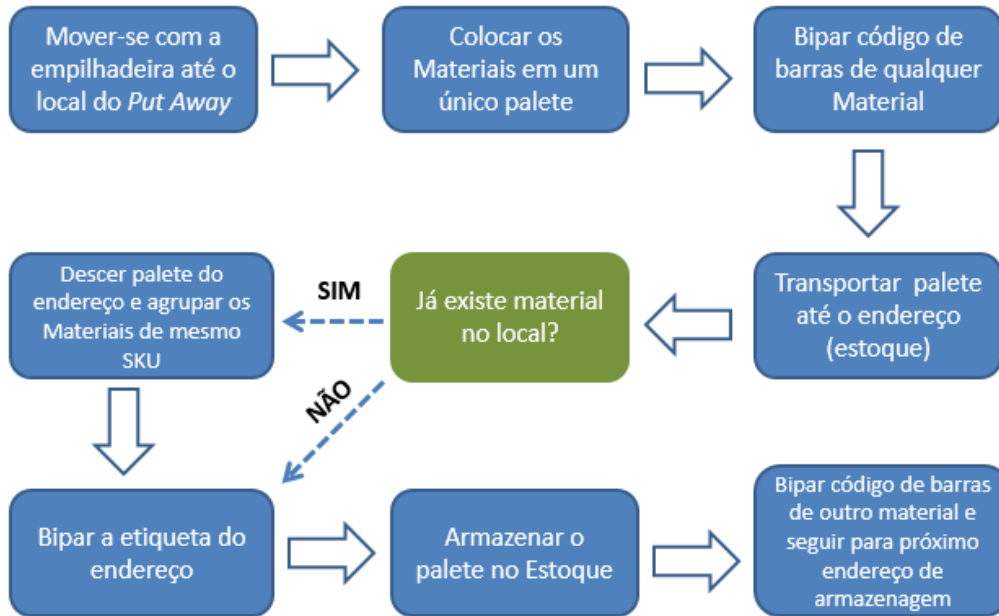 Mover-se com a
empilhadeira até o
local do Put Away
Colocar os
Materiais em um
único palete
Bipar código de
barras de qualquer
Material
Transportar palete
até o endereço
(estoque)
Já existe material
no local?
SIM
NÃO
Descer palete do
endereço e agrupar os
Materiais de mesmo
SKU
Bipar a etiqueta do
endereço
Armazenar o
palete no Estoque
Bipar código de barras
de outro material e
seguir para próximo
endereço de
armazenagem